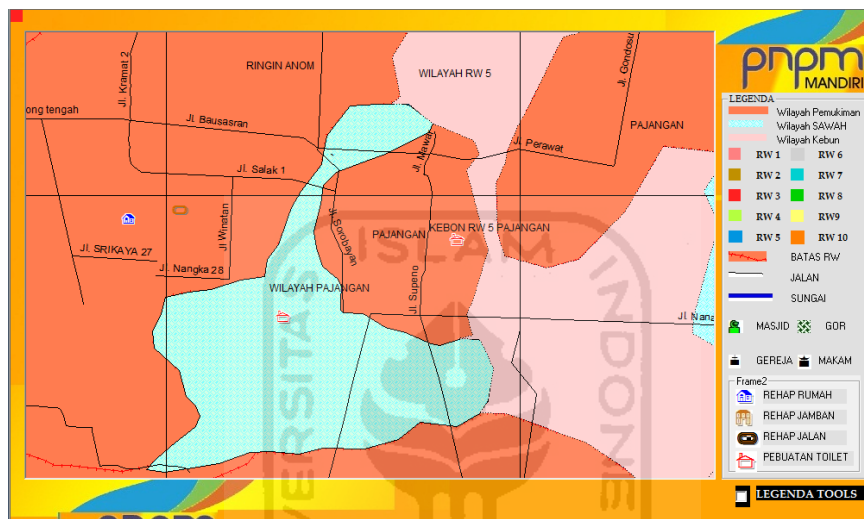 RINGIN ANOM
WILAYAH RW 5
Jl. Gondosu
Jl. Kramat 2
ong tengah
Jl. Bausasran
PAJANGAN
Jl. Perawat
Jl. Mawar
Jl. Salak 1
Jl. Winatan
Jl. Sorobayan
PAJANGAN
KEBON RW 5 PAJANGAN
Jl. SRIKAYA 27
Jl. Nangka 28
WILAYAH PAJANGAN
Jl. Supeno
Jl. Nana
ISLAM
UNIVERSITAS
INDONE
pnpm
MANDIRI
LEGENDA
Wilayah Pemukiman
Wilayah SAWAH
Wilayah Kebun
RW 1 RW 6
RW 2 RW 7
RW 3 RW 8
RW 4 RW9
RW 5 RW 10
BATAS RW
JALAN
SUNGAI
MASJID GOR
GEREJA MAKAM
Frame2
REHAP RUMAH
REHAP JAMBAN
REHAP JALAN
PEBUATAN TOILET
LEGENDA TOOLS